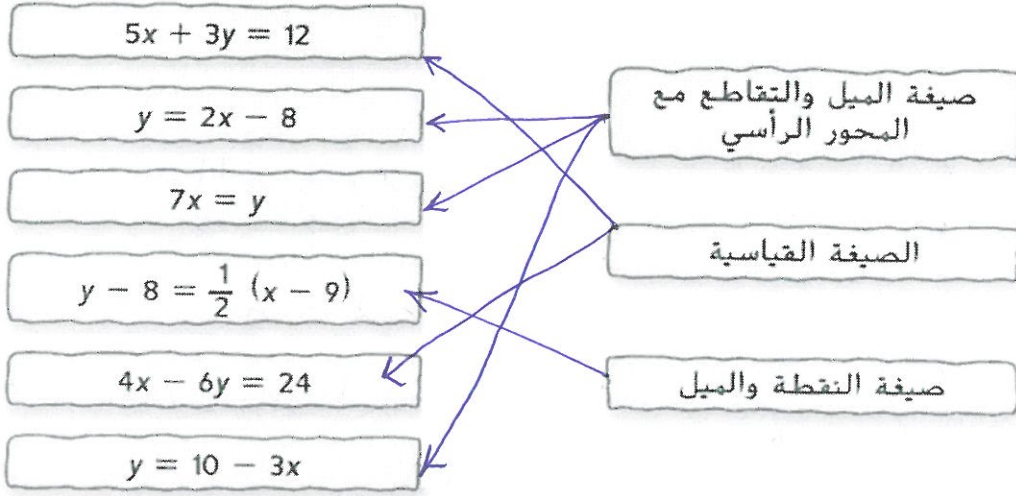 5x + 3y = 12
y = 2x − 8
7x = y
y − 8 = 1/2 (x − 9)
4x − 6y = 24
y = 10 − 3x
صيغة الميل والتقاطع مع
المحور الرأسي
الصيغة القياسية
صيغة النقطة والميل